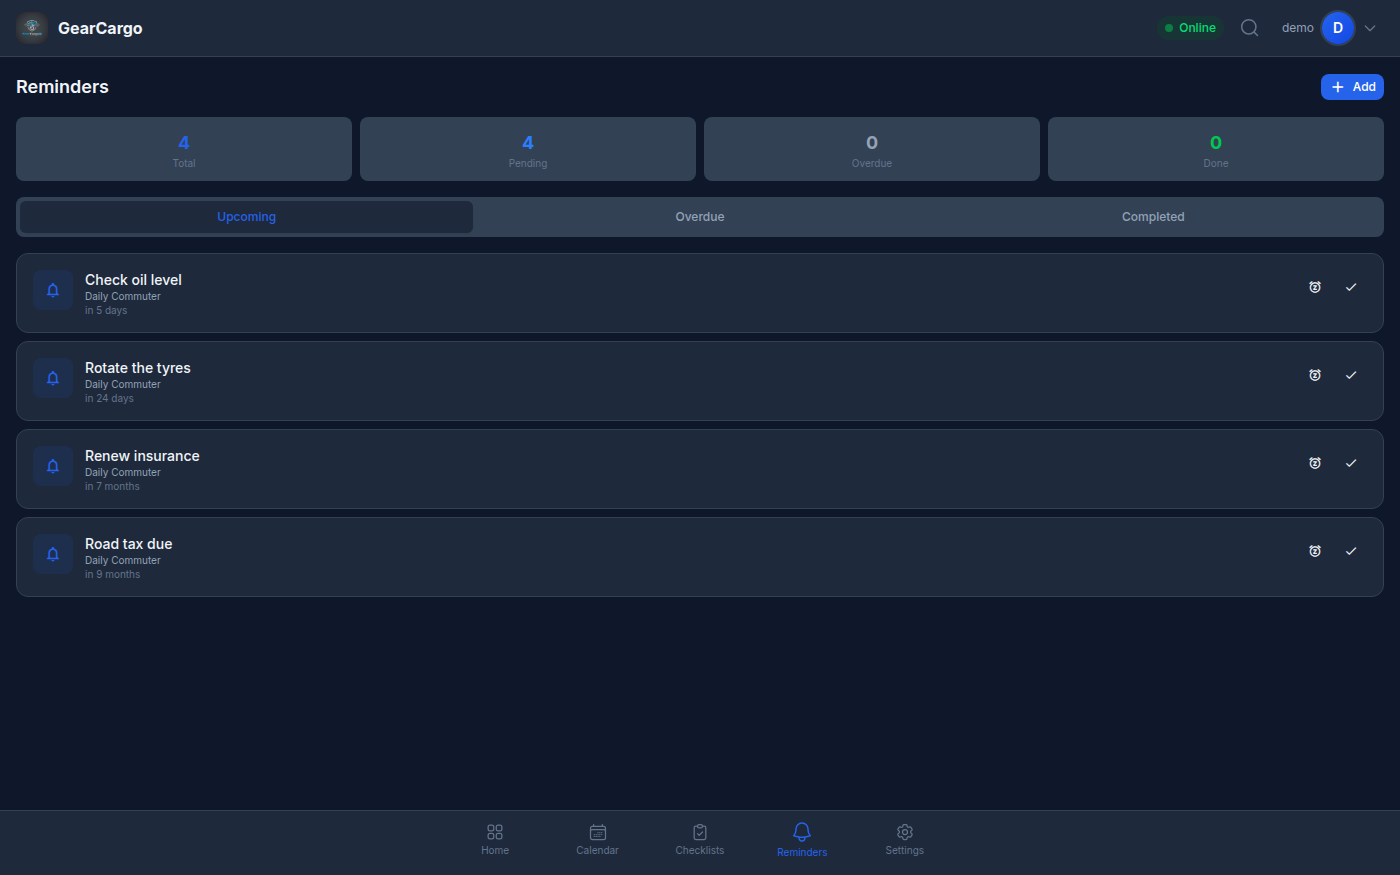 GearCargo
Online
demo
D
Reminders
Add
4
Total
4
Pending
0
Overdue
0
Done
Upcoming
Overdue
Completed
Check oil level
Daily Commuter
in 5 days
Rotate the tyres
Daily Commuter
in 24 days
Renew insurance
Daily Commuter
in 7 months
Road tax due
Daily Commuter
in 9 months
Home
Calendar
Checklists
Reminders
Settings